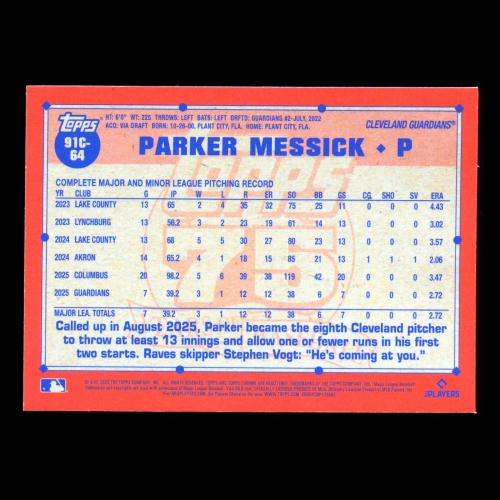 Topps
91C-
64
HT: 6'0" WT: 225 THROWS: LEFT BATS: LEFT DRFTD: GUARDIANS #2-JULY, 2022
ACQ: VIA DRAFT BORN: 10-26-00, PLANT CITY, FLA. HOME: PLANT CITY, FLA.
CLEVELAND GUARDIANS®
PARKER MESSICK • P
TOPPS
75
COMPLETE MAJOR AND MINOR LEAGUE PITCHING RECORD
YR CLUB G IP W L R ER SO BB GS CG SHO SV ERA
2023 LAKE COUNTY 13 65 2 4 35 32 75 25 11 0 0 0 4.43
2023 LYNCHBURG 13 56.2 3 2 23 19 61 14 13 0 0 0 3.02
2024 LAKE COUNTY 13 68 5 5 30 27 80 23 13 0 0 0 3.57
2024 AKRON 14 65.2 4 1 18 15 53 24 13 1 1 0 2.06
2025 COLUMBUS 20 98.2 5 6 39 38 119 42 20 0 0 0 3.47
2025 GUARDIANS 7 39.2 3 1 12 12 38 6 7 0 0 0 2.72
MAJOR LEA. TOTALS 7 39.2 3 1 12 12 38 6 7 0 0 0 2.72
Called up in August 2025, Parker became the eighth Cleveland pitcher
to throw at least 13 innings and allow one or fewer runs in his first
two starts. Raves skipper Stephen Vogt: "He's coming at you."
PLAYERS